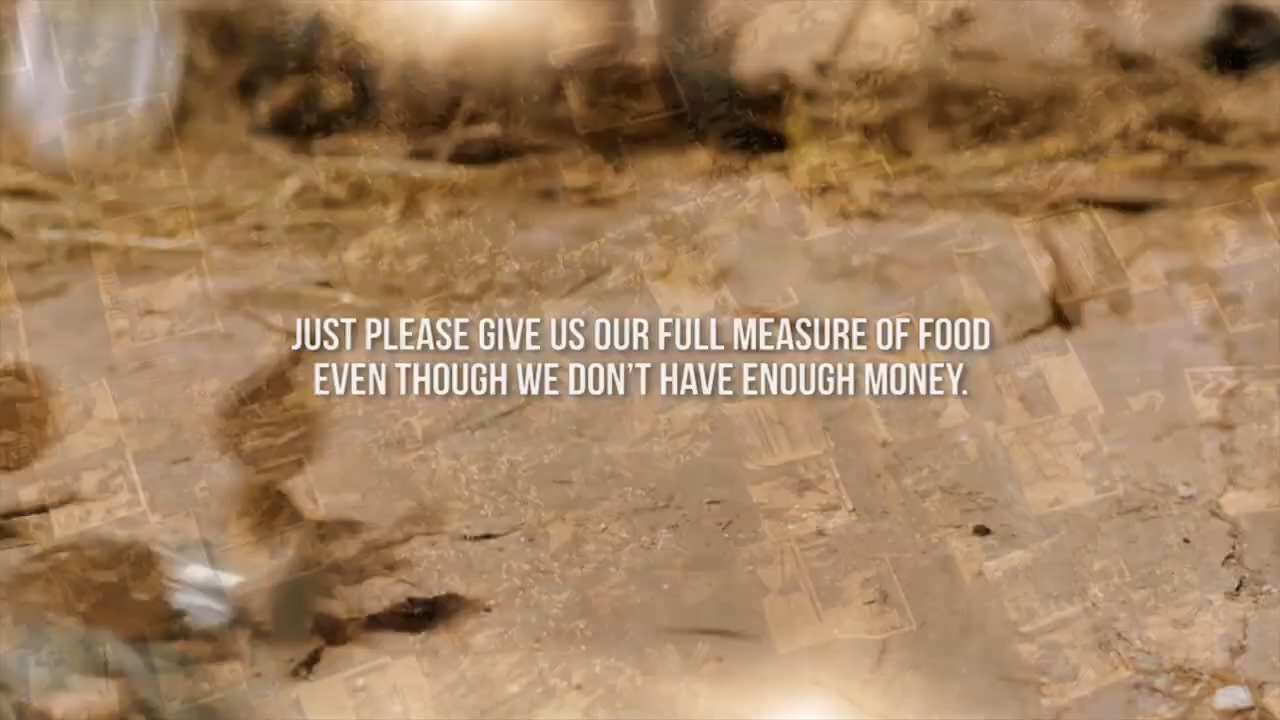 JUST PLEASE GIVE US OUR FULL MEASURE OF FOOD
EVEN THOUGH WE DON'T HAVE ENOUGH MONEY.